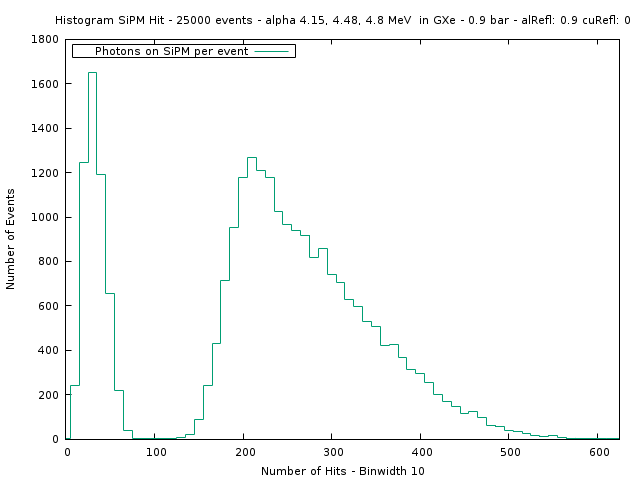 Histogram SiPM Hit - 25000 events - alpha 4.15, 4.48, 4.8 MeV  in GXe - 0.9 bar - alRefl: 0.9 cuRefl: 0
Photons on SiPM per event
1800
1600
1400
1200
1000
800
600
400
200
0
Number of Events
0 100 200 300 400 500 600
Number of Hits - Binwidth 10